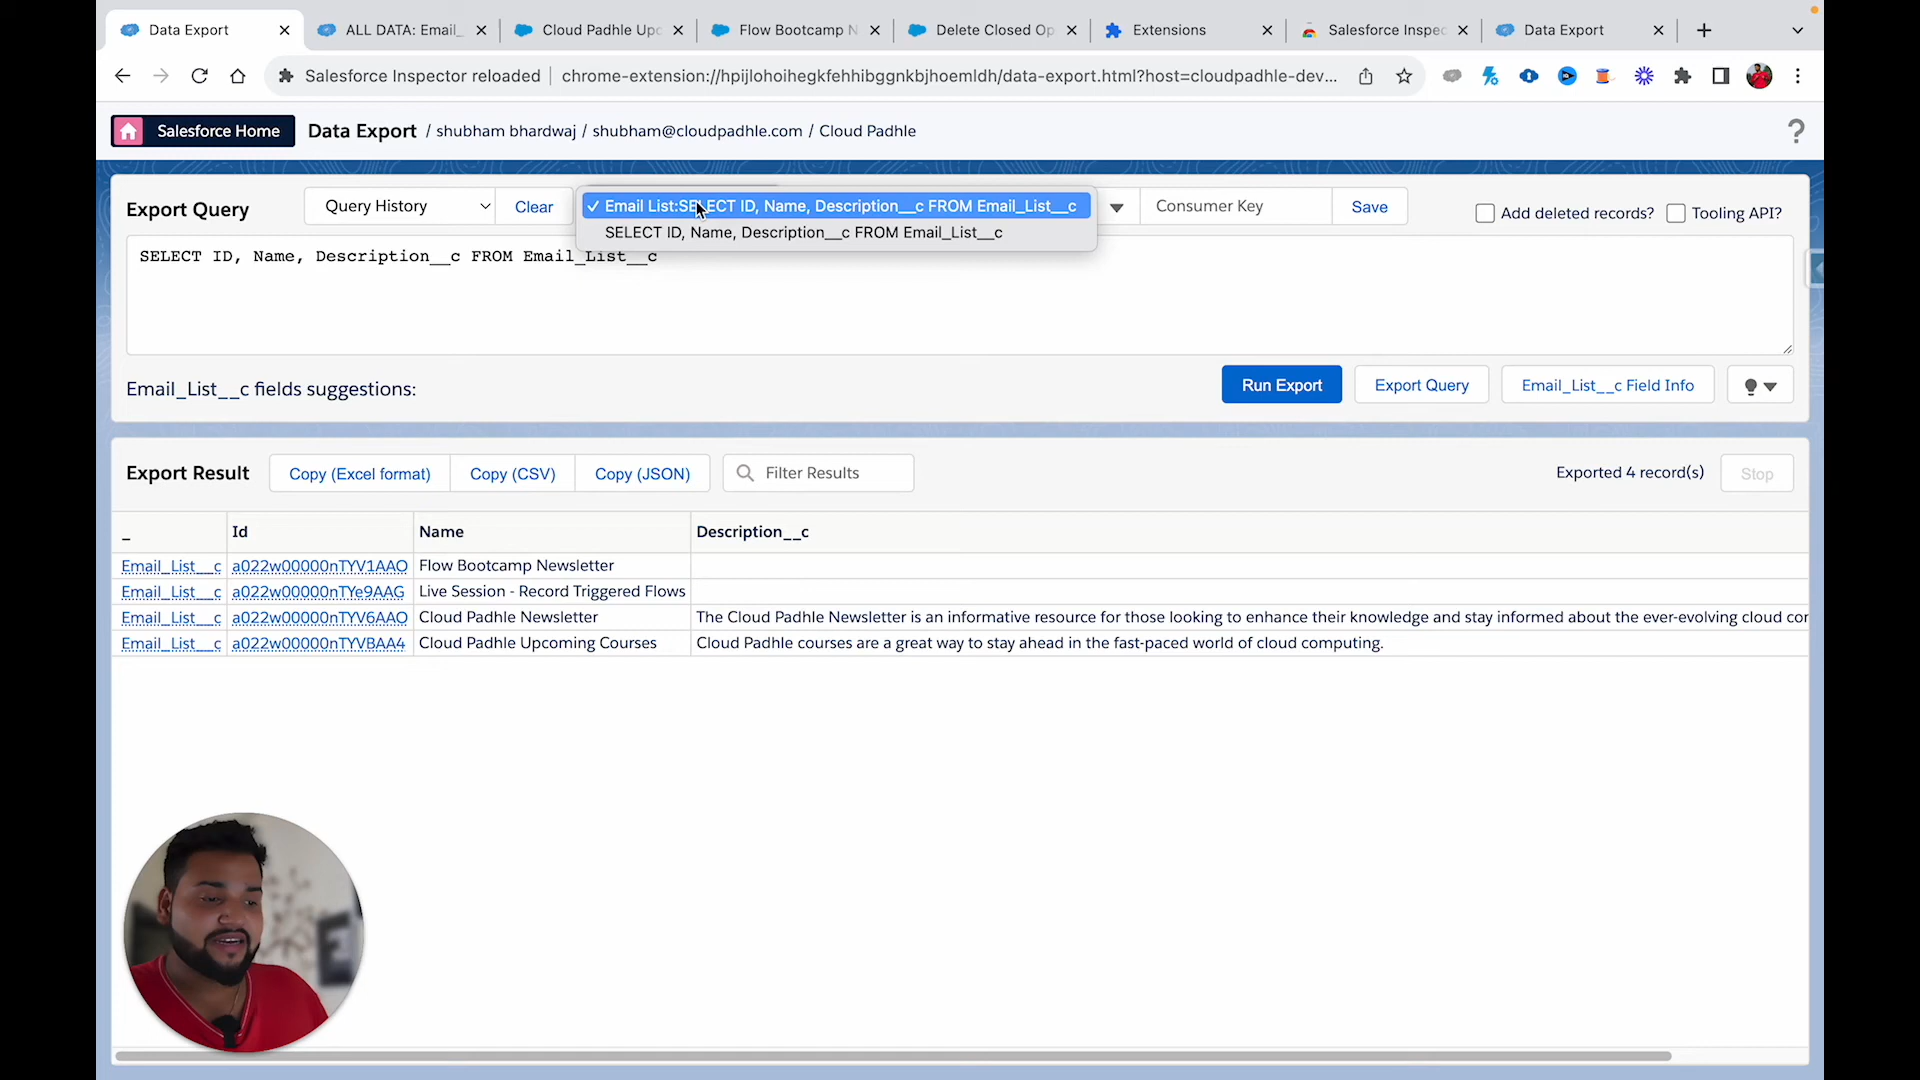 Data Export
ALL DATA: Email_
Cloud Padhle Upc
Flow Bootcamp N
Delete Closed Op
Extensions
Salesforce Inspec
Data Export
Salesforce Inspector reloaded
chrome-extension://hpijlohoihegkfehhibggnkbjhoemldh/data-export.html?host=cloudpadhle-dev...
Salesforce Home
Data Export / shubham bhardwaj / shubham@cloudpadhle.com / Cloud Padhle
?
Export Query
Query History
Clear
✓ Email List:SELECT ID, Name, Description__c FROM Email_List__c
SELECT ID, Name, Description__c FROM Email_List__c
Consumer Key
Save
Add deleted records?
Tooling API?
SELECT ID, Name, Description__c FROM Email_List__c
Email_List__c fields suggestions:
Run Export
Export Query
Email_List__c Field Info
Export Result
Copy (Excel format)
Copy (CSV)
Copy (JSON)
Filter Results
Exported 4 record(s)
Stop
_ Id Name Description__c
Email_List__c a022w00000nTYV1AAO Flow Bootcamp Newsletter
Email_List__c a022w00000nTYe9AAG Live Session - Record Triggered Flows
Email_List__c a022w00000nTYV6AAO Cloud Padhle Newsletter The Cloud Padhle Newsletter is an informative resource for those looking to enhance their knowledge and stay informed about the ever-evolving cloud cor
Email_List__c a022w00000nTYVBAA4 Cloud Padhle Upcoming Courses Cloud Padhle courses are a great way to stay ahead in the fast-paced world of cloud computing.